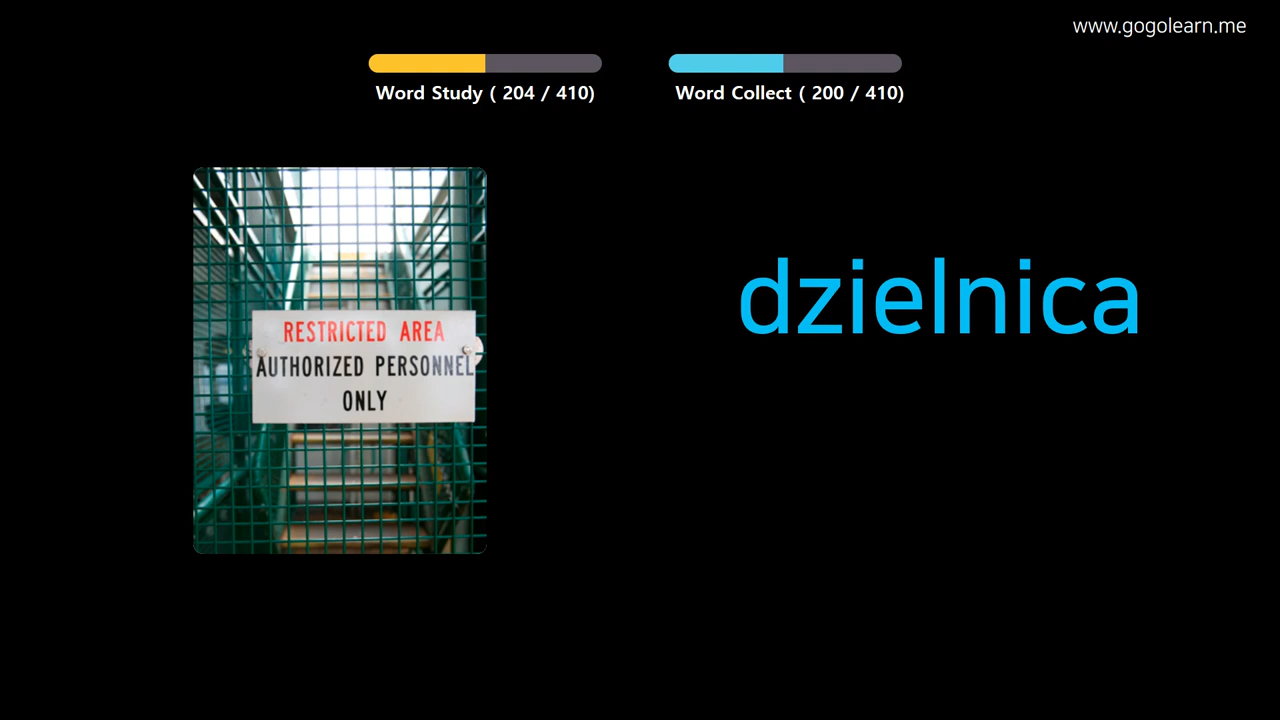 www.gogolearn.me
Word Study ( 204 / 410)
Word Collect ( 200 / 410)
RESTRICTED AREA
AUTHORIZED PERSONNEL
ONLY
dzielnica